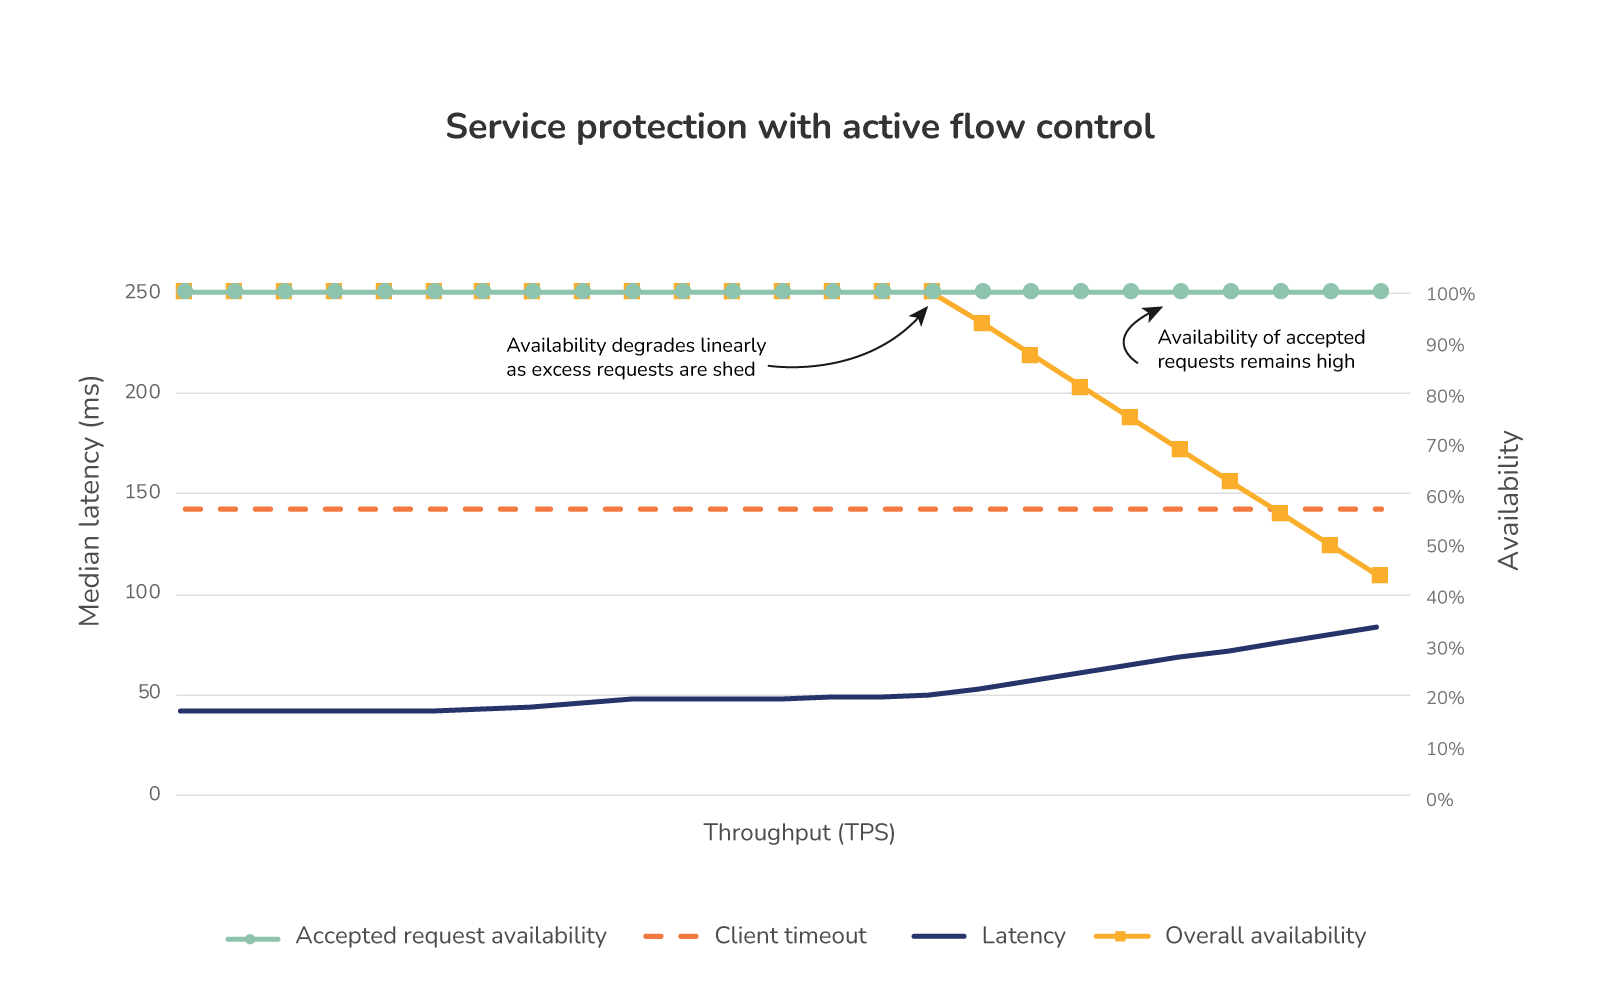 Service protection with active flow control
250
200
150
100
50
0
Median latency (ms)
Availability degrades linearly
as excess requests are shed
Availability of accepted
requests remains high
100%
90%
80%
70%
60%
50%
40%
30%
20%
10%
0%
Availability
Throughput (TPS)
Accepted request availability
Client timeout
Latency
Overall availability